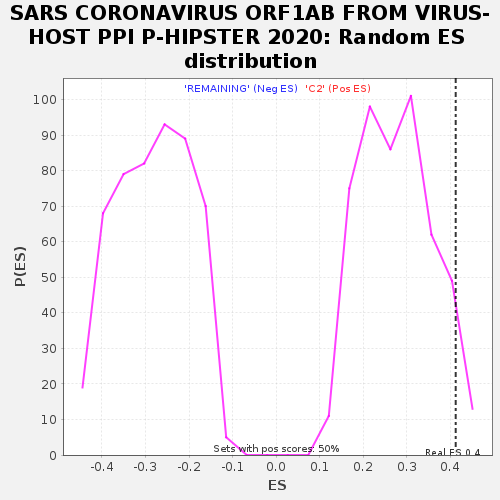 SARS CORONAVIRUS ORF1AB FROM VIRUS-
HOST PPI P-HIPSTER 2020: Random ES
distribution
'REMAINING' (Neg ES) 'C2' (Pos ES)
100
90
80
70
60
50
40
30
20
10
0
P(ES)
Sets with pos scores: 50%
Real ES 0.4
-0.4 -0.3 -0.2 -0.1 0.0 0.1 0.2 0.3 0.4
ES